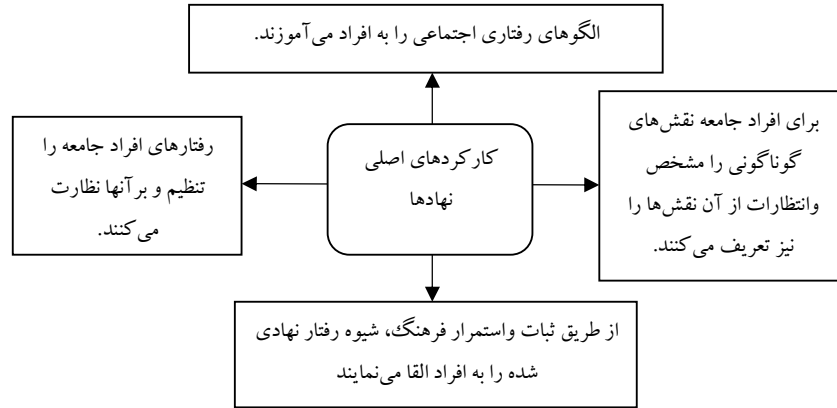 الگوهای رفتاری اجتماعی را به افراد می‌آموزند.
برای افراد جامعه نقش‌های
گوناگونی را مشخص
وانتظارات از آن نقش‌ها را
نیز تعریف می‌کنند.
کارکردهای اصلی
نهادها
رفتارهای افراد جامعه را
تنظیم و برآنها نظارت
می‌کنند.
از طریق ثبات واستمرار فرهنگ، شیوه رفتار نهادی
شده را به افراد القا می‌نمایند